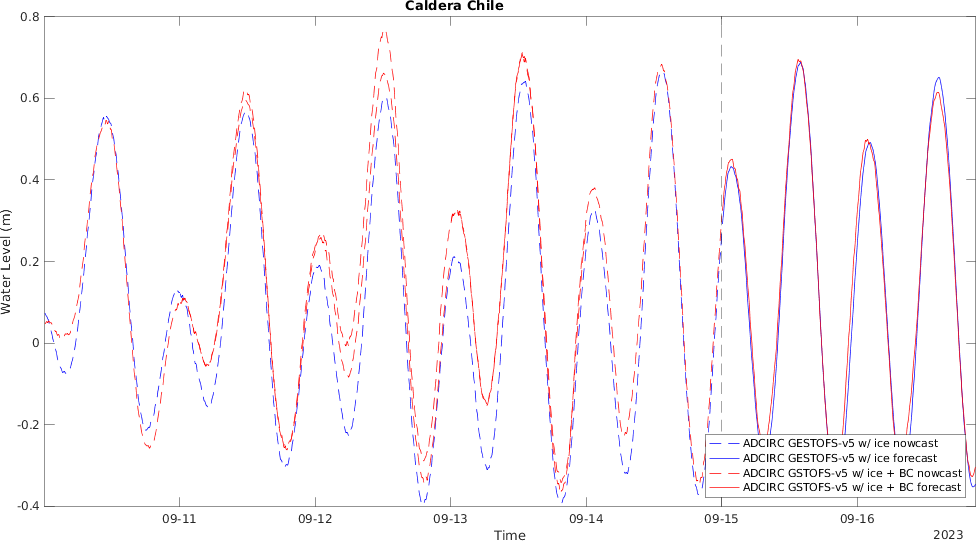 Caldera Chile
Water Level (m)
0.8
0.6
0.4
0.2
0
-0.2
-0.4
ADCIRC GESTOFS-v5 w/ ice nowcast
ADCIRC GESTOFS-v5 w/ ice forecast
ADCIRC GSTOFS-v5 w/ ice + BC nowcast
ADCIRC GSTOFS-v5 w/ ice + BC forecast
09-11 09-12 09-13 09-14 09-15 09-16
Time
2023